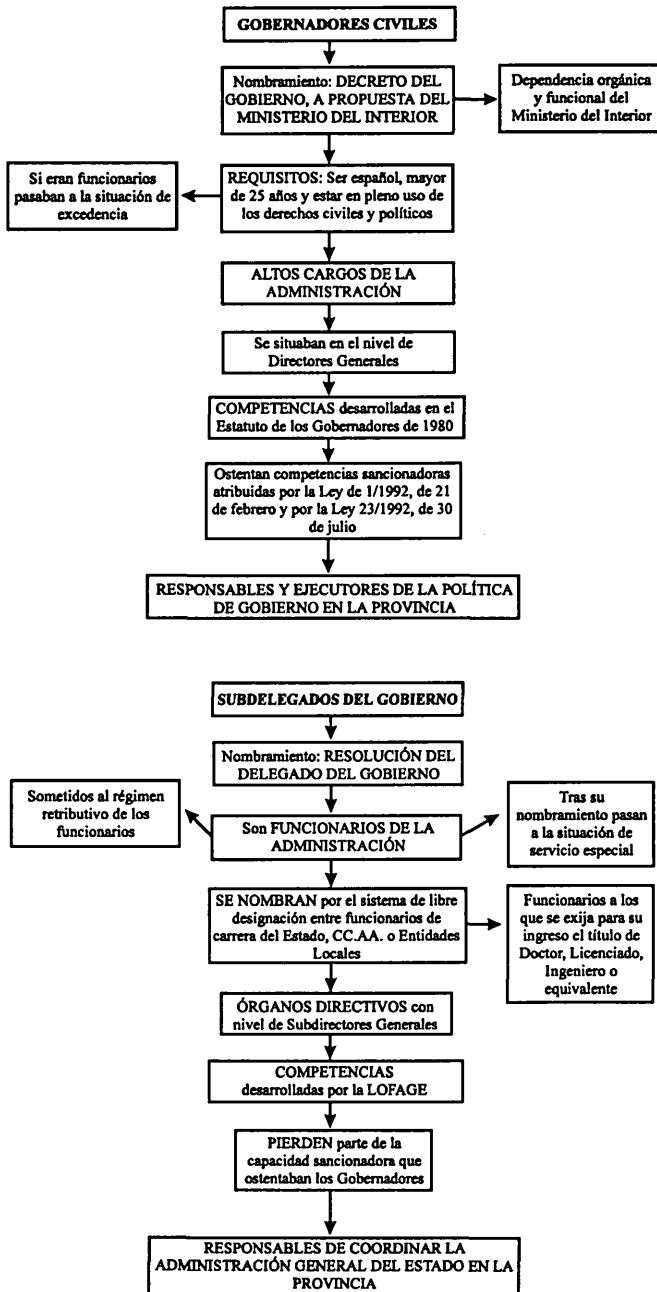 GOBERNADORES CIVILES
Nombramiento: DECRETO DEL
GOBIERNO, A PROPUESTA DEL
MINISTERIO DEL INTERIOR
Dependencia orgánica
y funcional del
Ministerio del Interior
Si eran funcionarios
pasaban a la situación de
excedencia
REQUISITOS: Ser español, mayor
de 25 años y estar en pleno uso de
los derechos civiles y políticos
ALTOS CARGOS DE LA
ADMINISTRACIÓN
Se situaban en el nivel de
Directores Generales
COMPETENCIAS desarrolladas en el
Estatuto de los Gobernadores de 1980
Ostentan competencias sancionadoras
atribuidas por la Ley de 1/1992, de 21
de febrero y por la Ley 23/1992, de 30
de julio
RESPONSABLES Y EJECUTORES DE LA POLÍTICA
DE GOBIERNO EN LA PROVINCIA
SUBDELEGADOS DEL GOBIERNO
Nombramiento: RESOLUCIÓN DEL
DELEGADO DEL GOBIERNO
Sometidos al régimen
retributivo de los
funcionarios
Son FUNCIONARIOS DE LA
ADMINISTRACIÓN
Tras su
nombramiento pasan
a la situación de
servicio especial
SE NOMBRAN por el sistema de libre
designación entre funcionarios de
carrera del Estado, CC.AA. o Entidades
Locales
Funcionarios a los
que se exija para su
ingreso el título de
Doctor, Licenciado,
Ingeniero o
equivalente
ÓRGANOS DIRECTIVOS con
nivel de Subdirectores Generales
COMPETENCIAS
desarrolladas por la LOFAGE
PIERDEN parte de la
capacidad sancionadora que
ostentaban los Gobernadores
RESPONSABLES DE COORDINAR LA
ADMINISTRACIÓN GENERAL DEL ESTADO EN LA
PROVINCIA